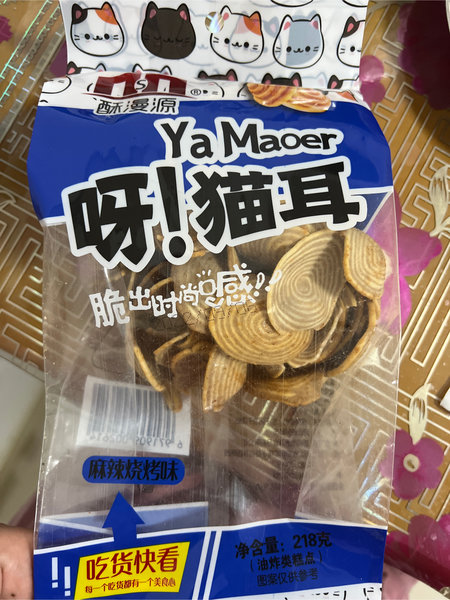 S
®
酥漫源
Ya Maoer
呀!猫耳
脆出时尚口感!!
麻辣烧烤味
吃货快看
每一个吃货都有一个美食心
净含量:218克
(油炸类糕点)
图案仅供参考